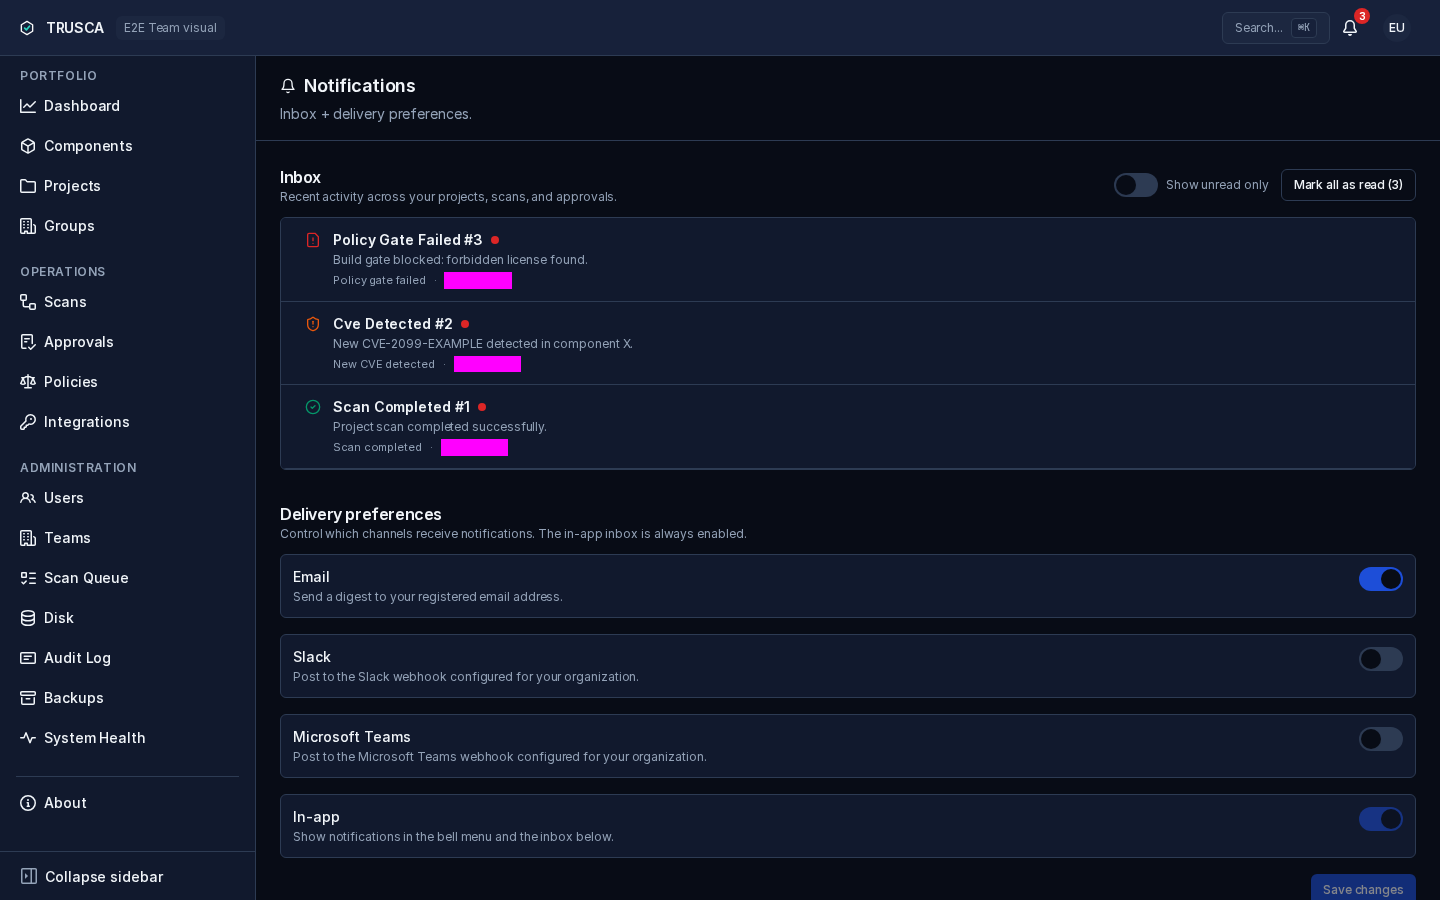 TRUSCA
E2E Team visual
Search...
⌘K
3
EU
PORTFOLIO
Dashboard
Components
Projects
Groups
OPERATIONS
Scans
Approvals
Policies
Integrations
ADMINISTRATION
Users
Teams
Scan Queue
Disk
Audit Log
Backups
System Health
About
Collapse sidebar
Notifications
Inbox + delivery preferences.
Inbox
Recent activity across your projects, scans, and approvals.
Show unread only
Mark all as read (3)
Policy Gate Failed #3
Build gate blocked: forbidden license found.
Policy gate failed ·
Cve Detected #2
New CVE-2099-EXAMPLE detected in component X.
New CVE detected ·
Scan Completed #1
Project scan completed successfully.
Scan completed ·
Delivery preferences
Control which channels receive notifications. The in-app inbox is always enabled.
Email
Send a digest to your registered email address.
Slack
Post to the Slack webhook configured for your organization.
Microsoft Teams
Post to the Microsoft Teams webhook configured for your organization.
In-app
Show notifications in the bell menu and the inbox below.
Save changes